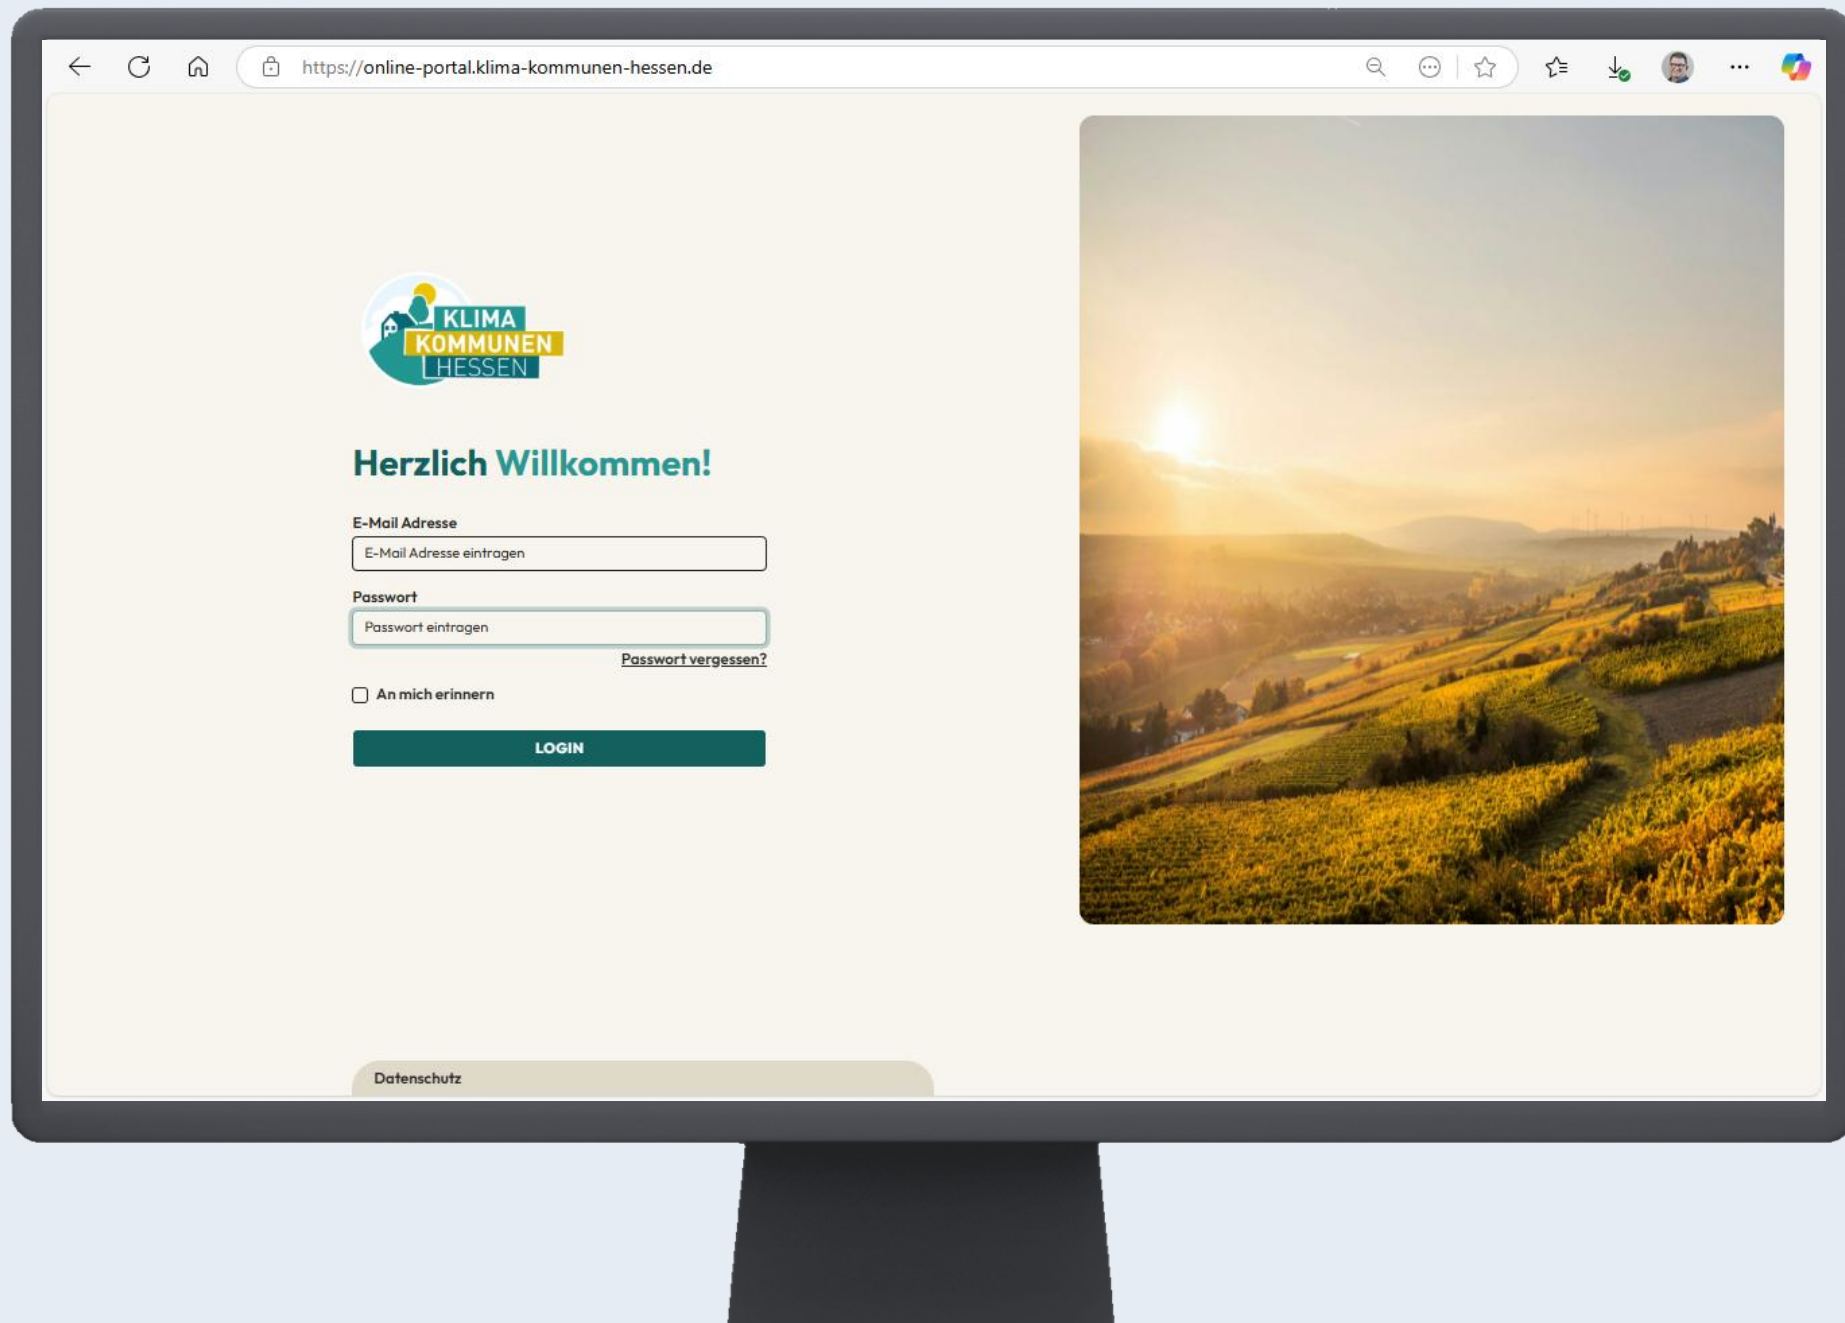 https://online-portal.klima-kommunen-hessen.de
KLIMA
KOMMUNEN
HESSEN
Herzlich Willkommen!
E-Mail Adresse
E-Mail Adresse eintragen
Passwort
Passwort eintragen
Passwort vergessen?
An mich erinnern
LOGIN
Datenschutz